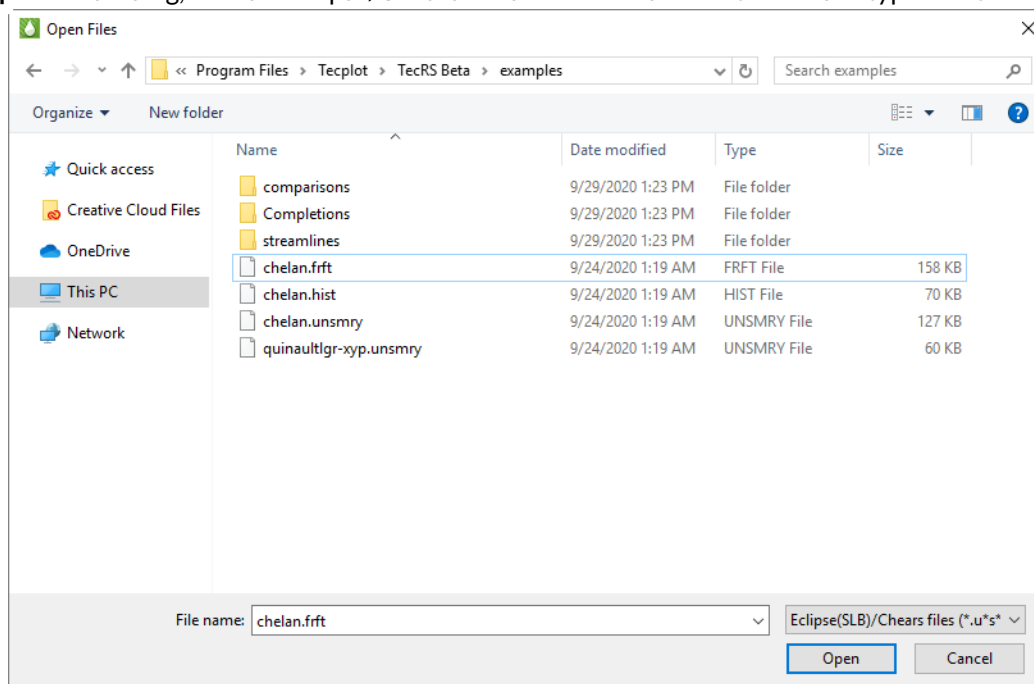 Open Files
« Program Files › Tecplot › TecRS Beta › examples
Search examples
Organize
New folder
Name Date modified Type Size
Quick access
Creative Cloud Files
OneDrive
This PC
Network
comparisons 9/29/2020 1:23 PM File folder
Completions 9/29/2020 1:23 PM File folder
streamlines 9/29/2020 1:23 PM File folder
chelan.frft 9/24/2020 1:19 AM FRFT File 158 KB
chelan.hist 9/24/2020 1:19 AM HIST File 70 KB
chelan.unsmry 9/24/2020 1:19 AM UNSMRY File 127 KB
quinaultlgr-xyp.unsmry 9/24/2020 1:19 AM UNSMRY File 60 KB
File name: chelan.frft
Eclipse(SLB)/Chears files (*.u*s*
Open Cancel